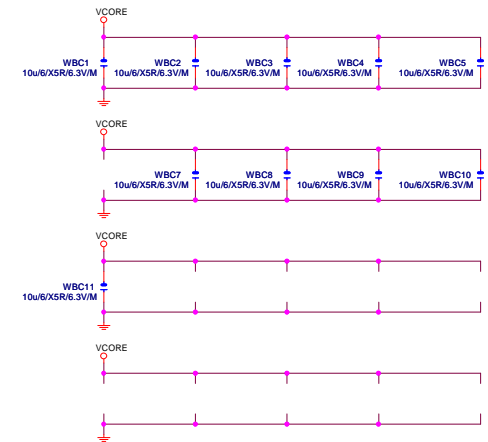 VCORE
WBC1 WBC2 WBC3 WBC4 WBC5
10u/6/X5R/6.3V/M 10u/6/X5R/6.3V/M 10u/6/X5R/6.3V/M 10u/6/X5R/6.3V/M 10u/6/X5R/6.3V/M
VCORE
WBC7 WBC8 WBC9 WBC10
10u/6/X5R/6.3V/M 10u/6/X5R/6.3V/M 10u/6/X5R/6.3V/M 10u/6/X5R/6.3V/M
VCORE
WBC11
10u/6/X5R/6.3V/M
VCORE